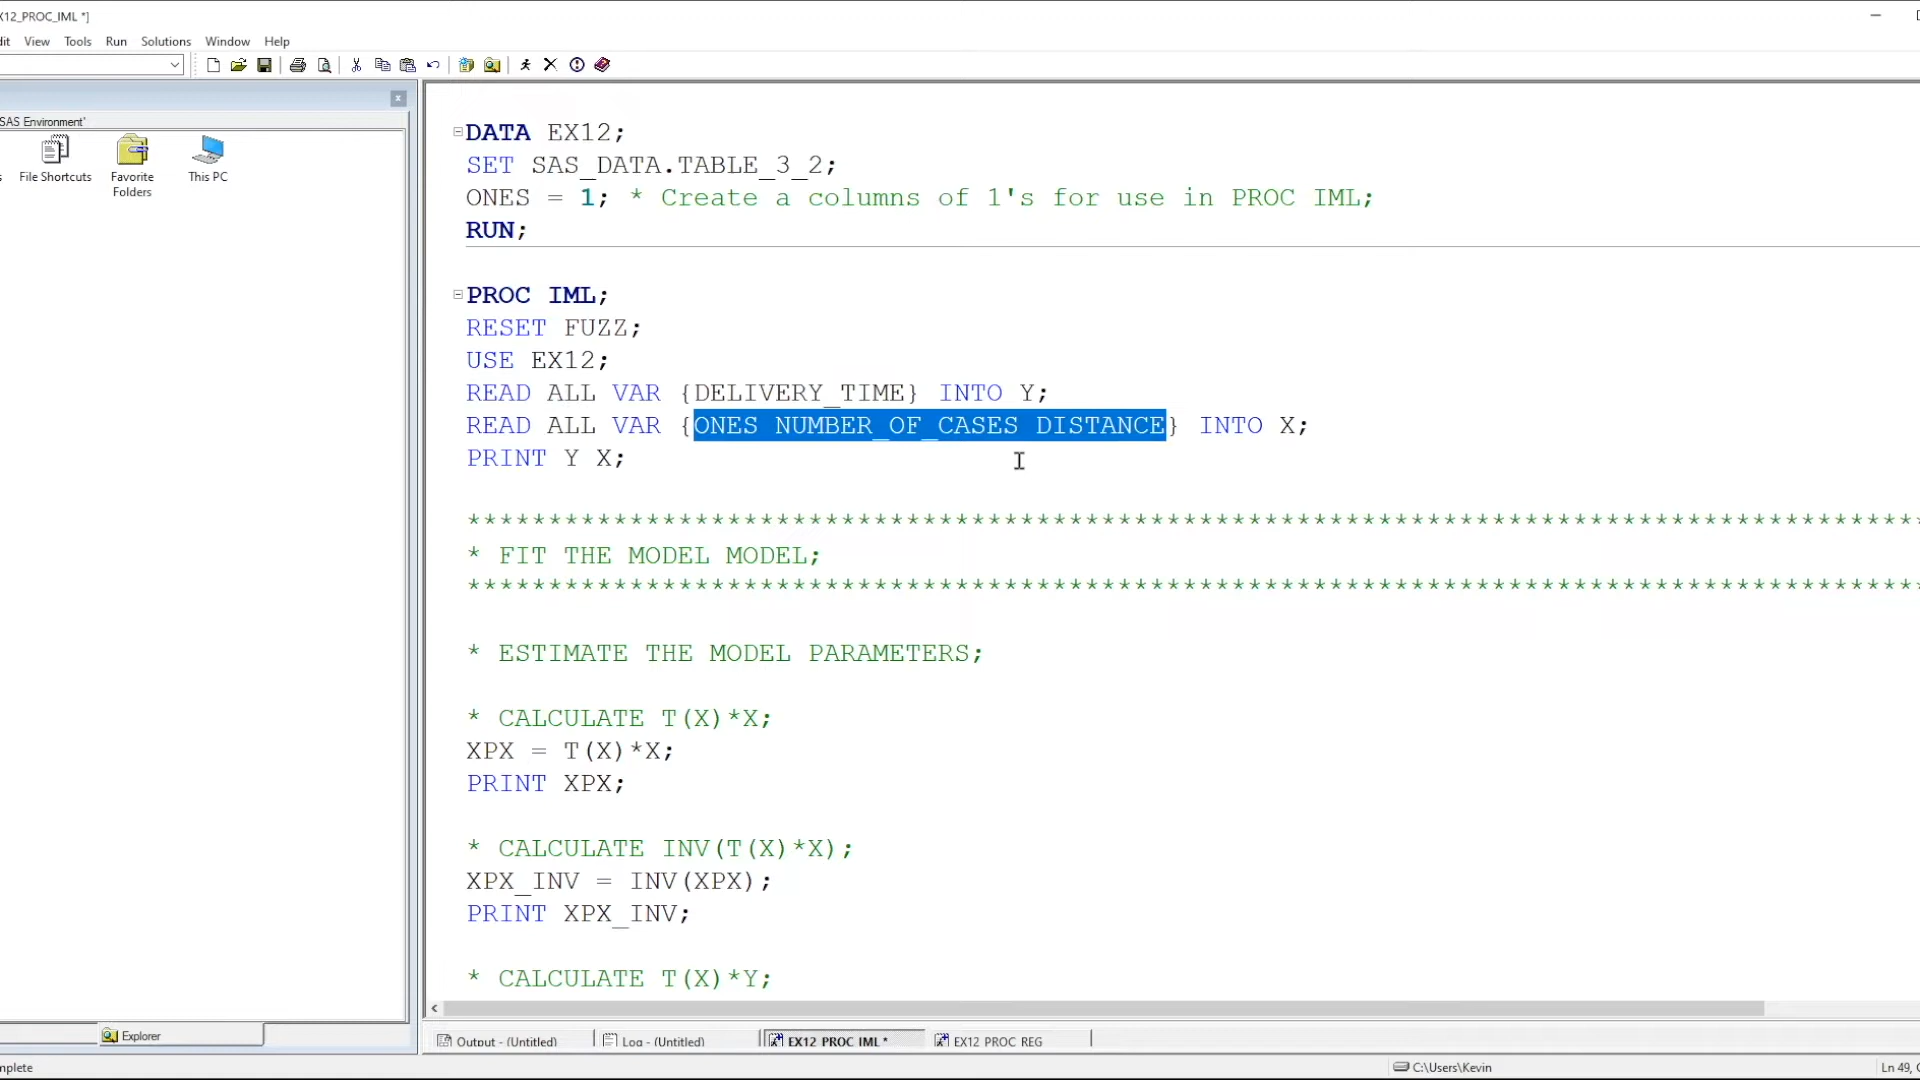 X12_PROC_IML *]
dit View Tools Run Solutions Window Help
SAS Environment'
File Shortcuts
Favorite Folders
This PC
DATA EX12;
SET SAS_DATA.TABLE_3_2;
ONES = 1; * Create a columns of 1's for use in PROC IML;
RUN;
PROC IML;
RESET FUZZ;
USE EX12;
READ ALL VAR {DELIVERY_TIME} INTO Y;
READ ALL VAR {ONES NUMBER_OF_CASES DISTANCE} INTO X;
PRINT Y X;
*****************************************************************************************
* FIT THE MODEL MODEL;
*****************************************************************************************
* ESTIMATE THE MODEL PARAMETERS;
* CALCULATE T(X)*X;
XPX = T(X)*X;
PRINT XPX;
* CALCULATE INV(T(X)*X);
XPX_INV = INV(XPX);
PRINT XPX_INV;
* CALCULATE T(X)*Y;
Explorer
Output - (Untitled) Log - (Untitled) EX12 PROC IML * EX12 PROC REG
mplete
C:\Users\Kevin
Ln 49,